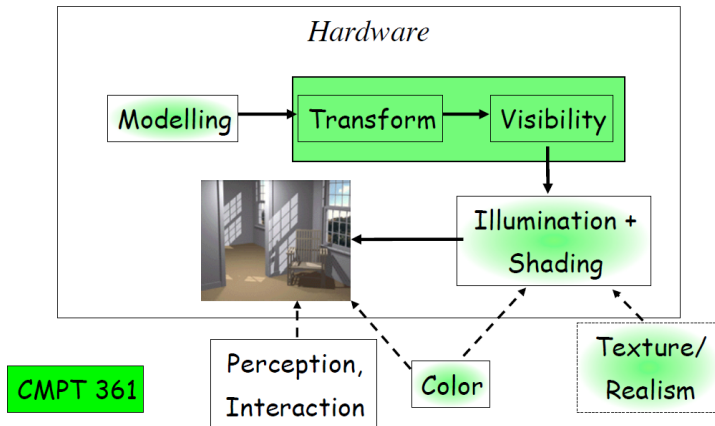 Hardware
Modelling
Transform
Visibility
Illumination +
Shading
Perception,
Interaction
Color
Texture/
Realism
CMPT 361